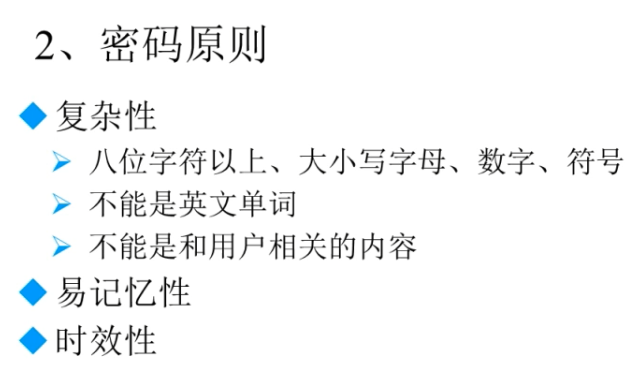 2、密码原则
复杂性
八位字符以上、大小写字母、数字、符号
不能是英文单词
不能是和用户相关的内容
易记忆性
时效性